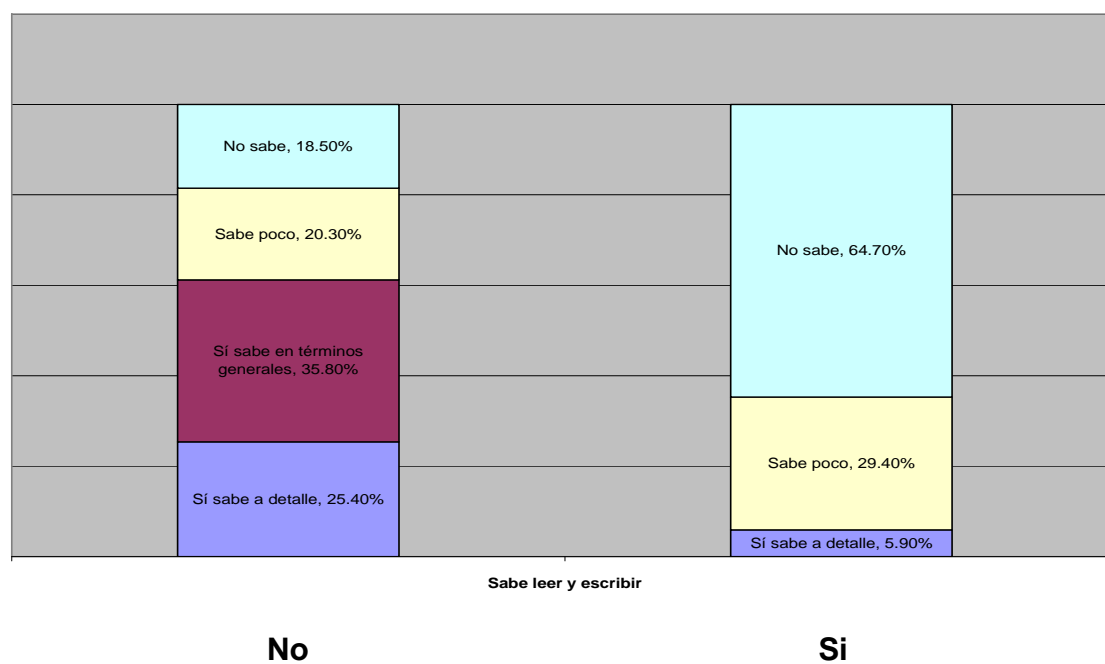 No sabe, 18.50%
Sabe poco, 20.30%
Sí sabe en términos
generales, 35.80%
Sí sabe a detalle, 25.40%
No sabe, 64.70%
Sabe poco, 29.40%
Sí sabe a detalle, 5.90%
Sabe leer y escribir
No
Si